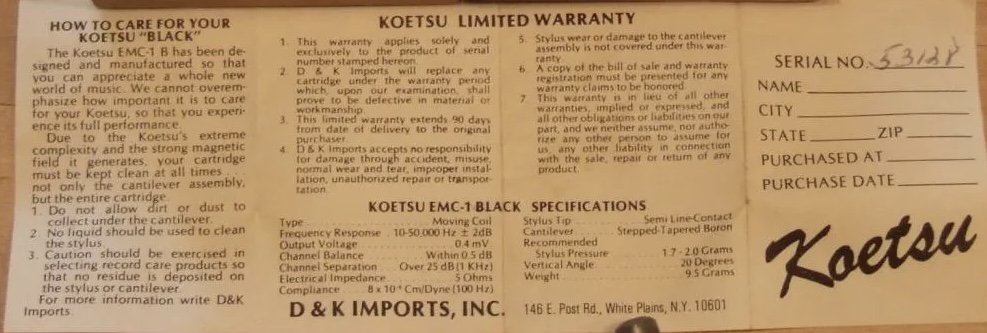 HOW TO CARE FOR YOUR
KOETSU "BLACK"
The Koetsu EMC-1 B has been de-
signed and manufactured so that
you can appreciate a whole new
world of music. We cannot overem-
phasize how important it is to care
for your Koetsu, so that you experi-
ence its full performance.
Due to the Koetsu's extreme
complexity and the strong magnetic
field it generates, your cartridge
must be kept clean at all times . . .
not only the cantilever assembly,
but the entire cartridge.
1. Do not allow dirt or dust to
collect under the cantilever.
2. No liquid should be used to clean
the stylus.
3. Caution should be exercised in
selecting record care products so
that no residue is deposited on
the stylus or cantilever.
For more information write D&K
Imports.
KOETSU LIMITED WARRANTY
1. This warranty applies solely and
exclusively to the product of serial
number stamped hereon.
2. D & K Imports will replace any
cartridge under the warranty period
which, upon our examination, shall
prove to be defective in material or
workmanship.
3. This limited warranty extends 90 days
from date of delivery to the original
purchaser.
4. D & K Imports accepts no responsibility
for damage through accident, misuse,
normal wear and tear, improper instal-
lation, unauthorized repair or transpor-
tation.
5. Stylus wear or damage to the cantilever
assembly is not covered under this war-
ranty.
6. A copy of the bill of sale and warranty
registration must be presented for any
warranty claims to be honored.
7. This warranty is in lieu of all other
warranties, implied or expressed, and
all other obligations or liabilities on our
part, and we neither assume, nor autho-
rize any other person to assume for
us, any other liability in connection
with the sale, repair or return of any
product.
KOETSU EMC-1 BLACK SPECIFICATIONS
Type Moving Coil
Frequency Response . 10-50,000 Hz ± 2dB
Output Voltage 0.4 mV
Channel Balance Within 0.5 dB
Channel Separation Over 25 dB (1 KHz)
Electrical Impedance 5 Ohms
Compliance 8 x 10⁻⁶ Cm/Dyne (100 Hz)
Stylus Tip Semi Line-Contact
Cantilever Stepped-Tapered Boron
Recommended
Stylus Pressure 1.7 - 2.0 Grams
Vertical Angle 20 Degrees
Weight 9.5 Grams
D & K IMPORTS, INC. 146 E. Post Rd., White Plains, N.Y. 10601
SERIAL NO. 53128
NAME
CITY
STATE ZIP
PURCHASED AT
PURCHASE DATE
Koetsu